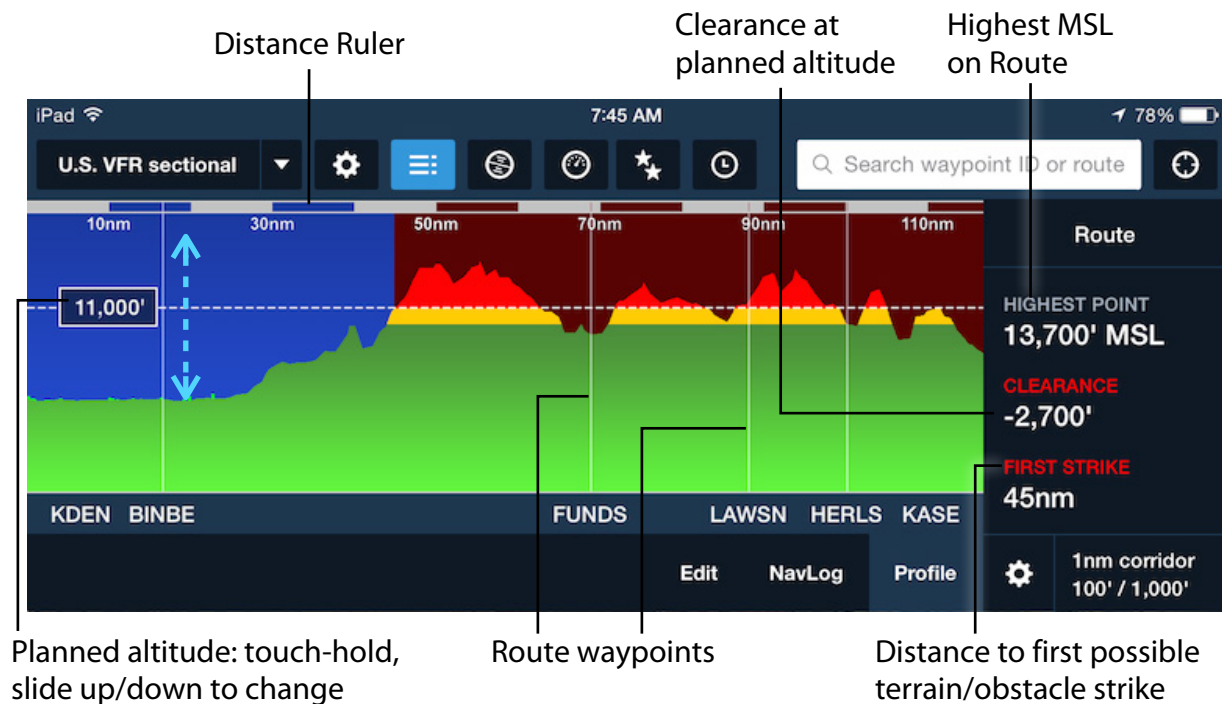 Distance Ruler
Clearance at
planned altitude
Highest MSL
on Route
iPad
7:45 AM
78%
U.S. VFR sectional
Search waypoint ID or route
10nm
30nm
50nm
70nm
90nm
110nm
Route
11,000'
HIGHEST POINT
13,700' MSL
CLEARANCE
-2,700'
FIRST STRIKE
45nm
KDEN BINBE FUNDS LAWSN HERLS KASE
Edit
NavLog
Profile
1nm corridor
100' / 1,000'
Planned altitude: touch-hold,
slide up/down to change
Route waypoints
Distance to first possible
terrain/obstacle strike